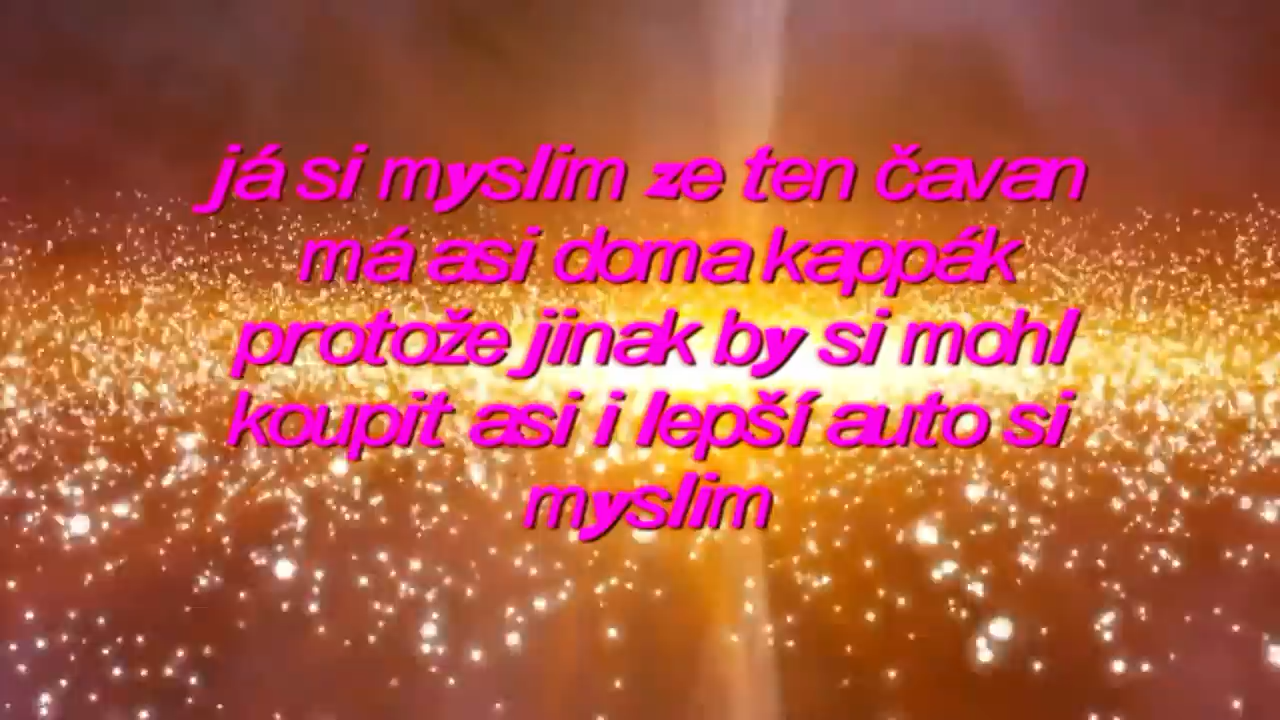 já si myslim ze ten čavan
má asi doma kappák
protože jinak by si mohl
koupit asi i lepší auto si
myslim